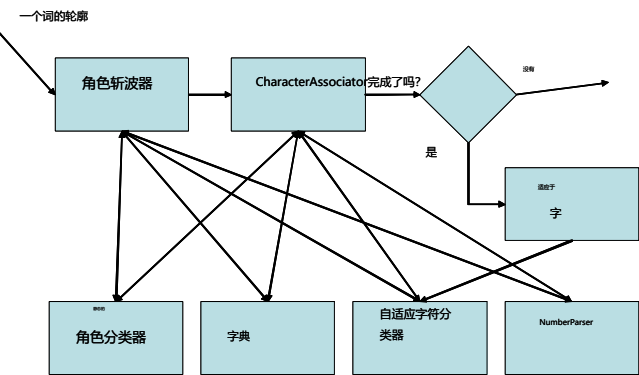 一个词的轮廓
角色斩波器
CharacterAssociator完成了吗?
没有
是
适应于
字
角色分类器
字典
自适应字符分
类器
NumberParser